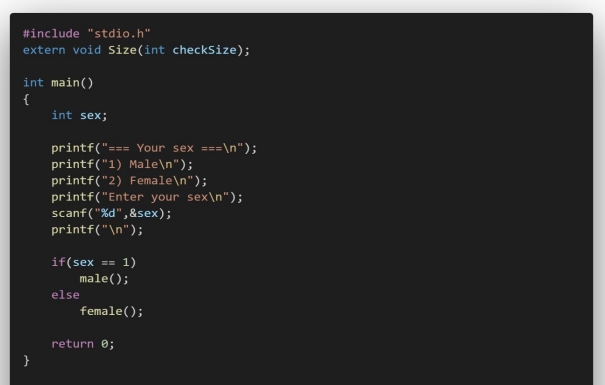 #include "stdio.h"
extern void Size(int checkSize);
int main()
{
int sex;
printf("=== Your sex ===\n");
printf("1) Male\n");
printf("2) Female\n");
printf("Enter your sex\n");
scanf("%d",&sex);
printf("\n");
if(sex == 1)
male();
else
female();
return 0;
}